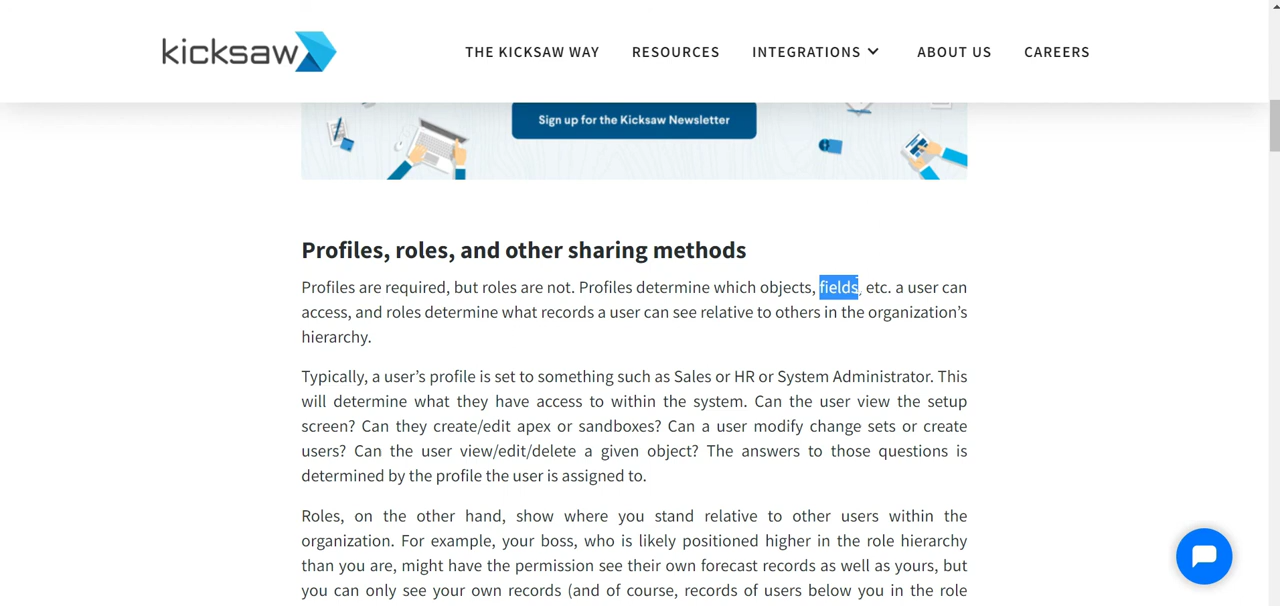 kicksaw
THE KICKSAW WAY RESOURCES INTEGRATIONS ABOUT US CAREERS
Sign up for the Kicksaw Newsletter
Profiles, roles, and other sharing methods
Profiles are required, but roles are not. Profiles determine which objects, fields, etc. a user can
access, and roles determine what records a user can see relative to others in the organization’s
hierarchy.
Typically, a user’s profile is set to something such as Sales or HR or System Administrator. This
will determine what they have access to within the system. Can the user view the setup
screen? Can they create/edit apex or sandboxes? Can a user modify change sets or create
users? Can the user view/edit/delete a given object? The answers to those questions is
determined by the profile the user is assigned to.
Roles, on the other hand, show where you stand relative to other users within the
organization. For example, your boss, who is likely positioned higher in the role hierarchy
than you are, might have the permission see their own forecast records as well as yours, but
you can only see your own records (and of course, records of users below you in the role